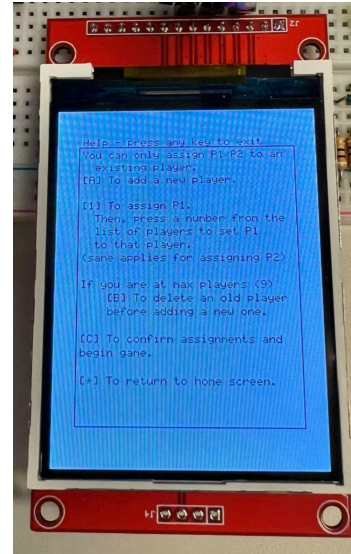 J2
Help - press any key to exit
You can only assign P1/P2 to an
existing player.
[A] To add a new player.
[1] To assign P1.
Then, press a number from the
list of players to set P1
to that player.
(same applies for assigning P2)
If you are at max players (9)
[B] To delete an old player
before adding a new one.
[C] To confirm assignments and
begin game.
[*] To return to home screen.
J4